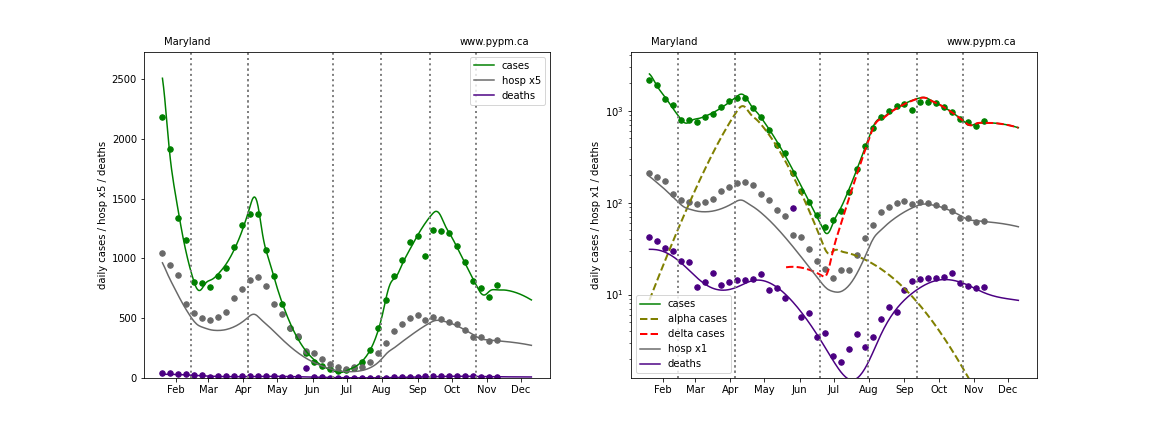 Maryland www.pypm.ca
daily cases / hosp x5 / deaths
2500
2000
1500
1000
500
0
cases
hosp x5
deaths
Feb Mar Apr May Jun Jul Aug Sep Oct Nov Dec
Maryland www.pypm.ca
daily cases / hosp x1 / deaths
10³
10²
10¹
cases
alpha cases
delta cases
hosp x1
deaths
Feb Mar Apr May Jun Jul Aug Sep Oct Nov Dec